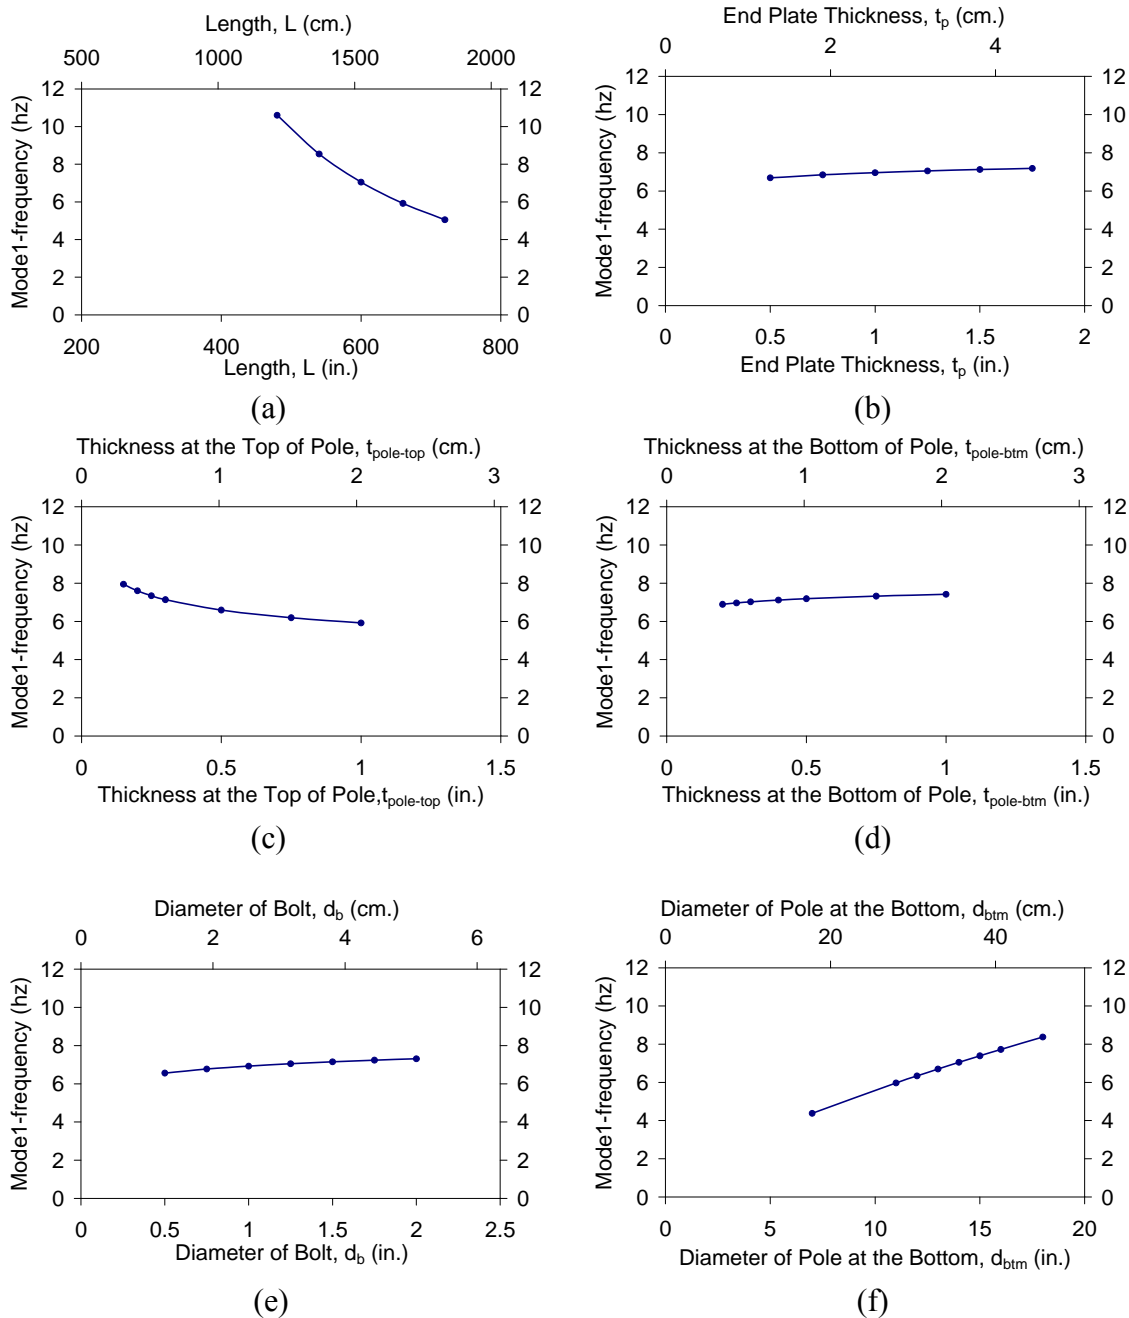 Length, L (cm.)
500 1000 1500 2000
Mode1-frequency (hz)
12 12
10 10
8 8
6 6
4 4
2 2
0 0
200 400 600 800
Length, L (in.)
(a)
End Plate Thickness, tp (cm.)
0 2 4
Mode1-frequency (hz)
12 12
10 10
8 8
6 6
4 4
2 2
0 0
0 0.5 1 1.5 2
End Plate Thickness, tp (in.)
(b)
Thickness at the Top of Pole, tpole-top (cm.)
0 1 2 3
Mode1-frequency (hz)
12 12
10 10
8 8
6 6
4 4
2 2
0 0
0 0.5 1 1.5
Thickness at the Top of Pole,tpole-top (in.)
(c)
Thickness at the Bottom of Pole, tpole-btm (cm.)
0 1 2 3
Mode1-frequency (hz)
12 12
10 10
8 8
6 6
4 4
2 2
0 0
0 0.5 1 1.5
Thickness at the Bottom of Pole, tpole-btm (in.)
(d)
Diameter of Bolt, db (cm.)
0 2 4 6
Mode1-frequency (hz)
12 12
10 10
8 8
6 6
4 4
2 2
0 0
0 0.5 1 1.5 2 2.5
Diameter of Bolt, db (in.)
(e)
Diameter of Pole at the Bottom, dbtm (cm.)
0 20 40
Mode1-frequency (hz)
12 12
10 10
8 8
6 6
4 4
2 2
0 0
0 5 10 15 20
Diameter of Pole at the Bottom, dbtm (in.)
(f)